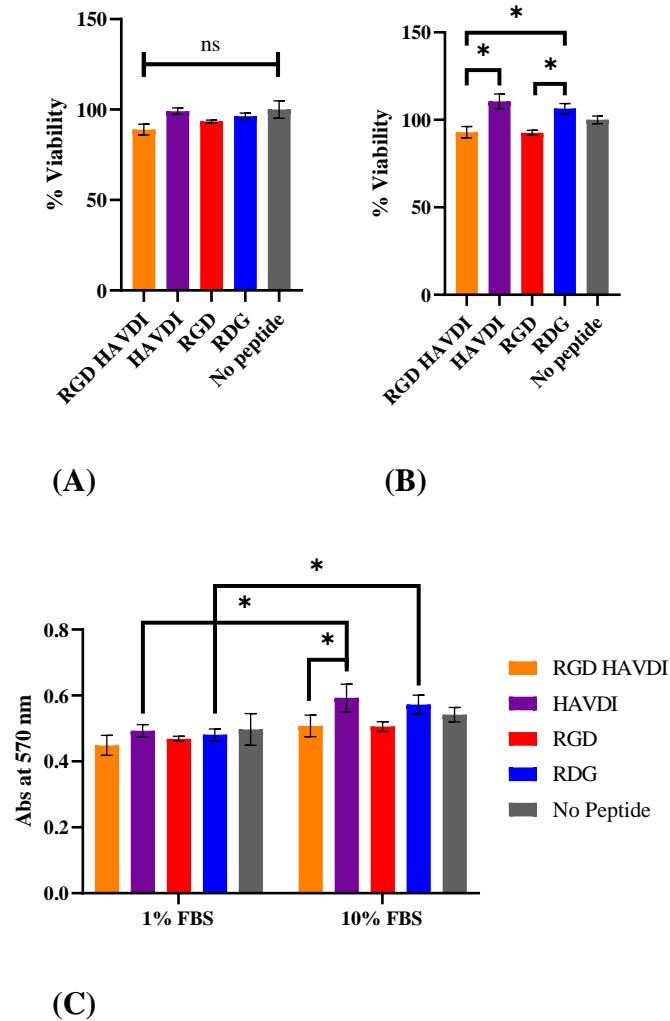 ns
% Viability
150
100
50
0
RGD HAVDI
HAVDI
RGD
RDG
No peptide
(A)
*
*
*
% Viability
150
100
50
0
RGD HAVDI
HAVDI
RGD
RDG
No peptide
(B)
*
*
*
Abs at 570 nm
0.8
0.6
0.4
0.2
0.0
1% FBS
10% FBS
RGD HAVDI
HAVDI
RGD
RDG
No Peptide
(C)